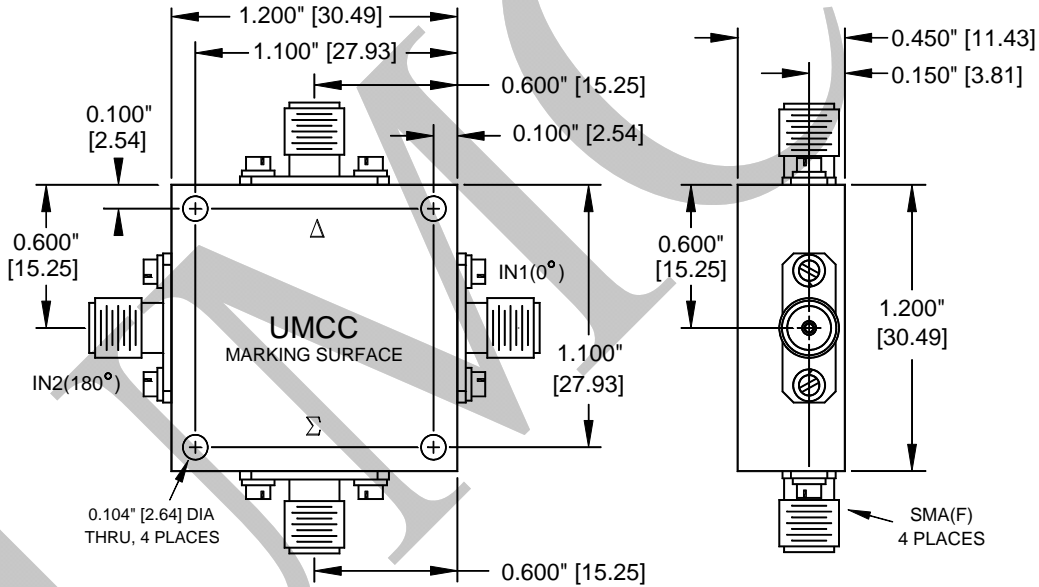 1.200" [30.49]
1.100" [27.93]
0.600" [15.25]
0.100" [2.54]
0.100"
[2.54]
0.600"
[15.25]
Δ
IN1(0°)
UMCC
MARKING SURFACE
IN2(180°)
1.100"
[27.93]
Σ
0.104" [2.64] DIA
THRU, 4 PLACES
0.600" [15.25]
0.450" [11.43]
0.150" [3.81]
0.600"
[15.25]
1.200"
[30.49]
SMA(F)
4 PLACES